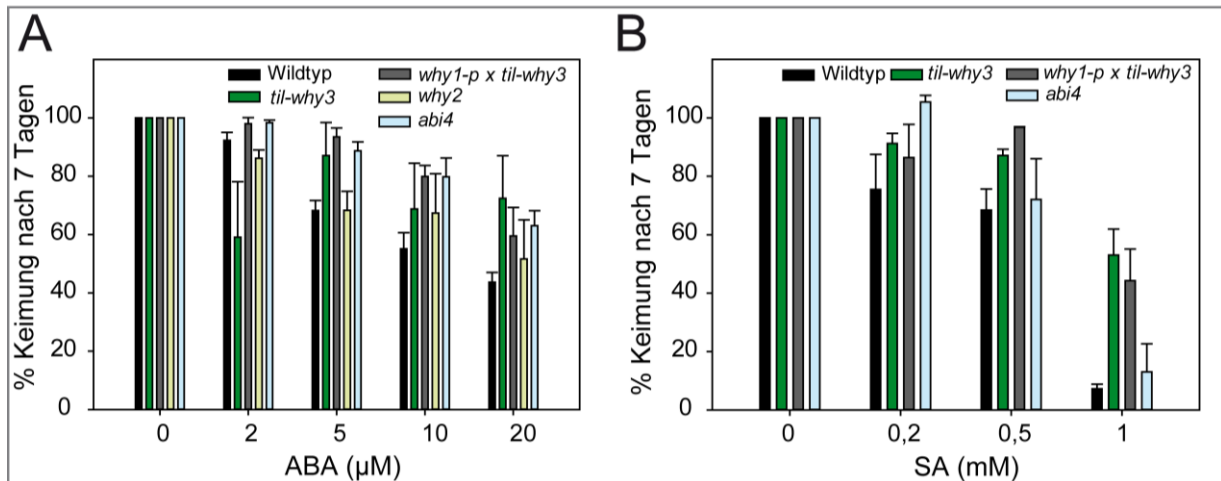 A
Wildtyp
why1-p x til-why3
til-why3
why2
abi4
% Keimung nach 7 Tagen
100
80
60
40
20
0
0 2 5 10 20
ABA (µM)
B
Wildtyp
til-why3
why1-p x til-why3
abi4
% Keimung nach 7 Tagen
100
80
60
40
20
0
0 0,2 0,5 1
SA (mM)